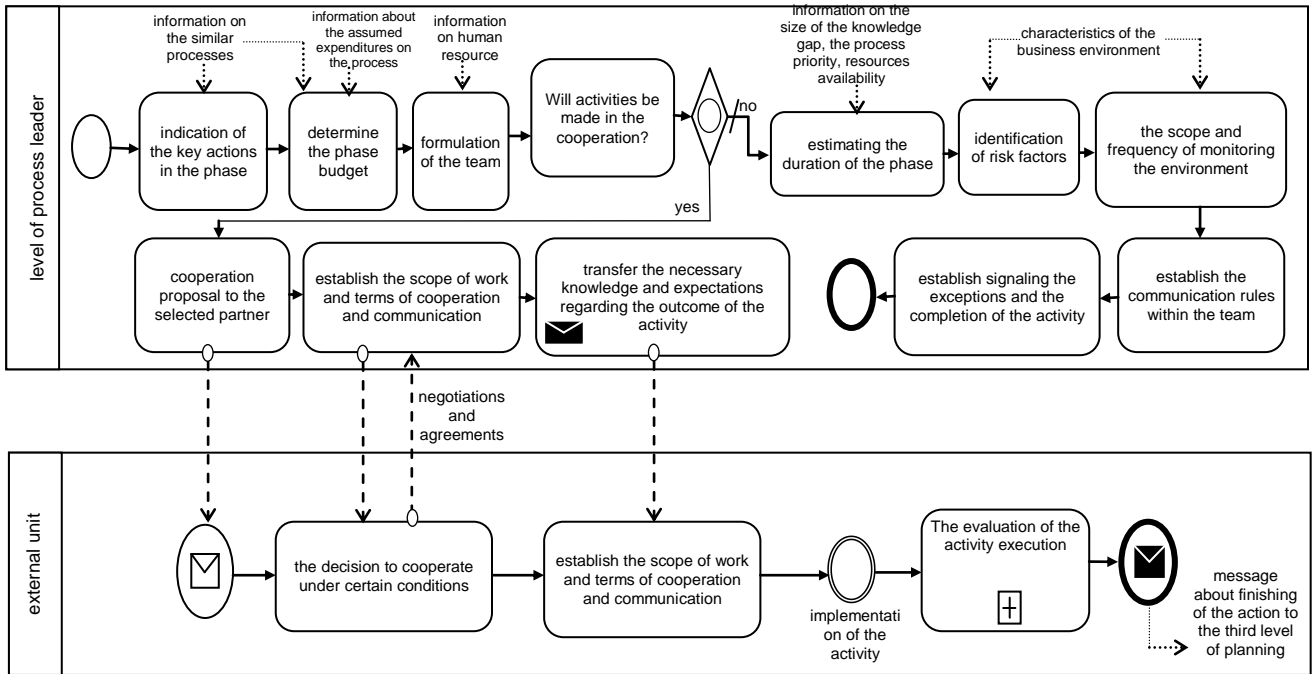 level of process leader
information on
the similar
processes
information about
the assumed
expenditures on
the process
information
on human
resource
information on the
size of the knowledge
gap, the process
priority, resources
availability
characteristics of the
business environment
indication of
the key actions
in the phase
determine
the phase
budget
formulation
of the team
Will activities be
made in the
cooperation?
no
estimating the
duration of the phase
identification
of risk factors
the scope and
frequency of monitoring
the environment
yes
cooperation
proposal to the
selected partner
establish the scope of work
and terms of cooperation
and communication
transfer the necessary
knowledge and expectations
regarding the outcome of the
activity
establish signaling the
exceptions and the
completion of the activity
establish the
communication rules
within the team
negotiations
and
agreements
external unit
the decision to cooperate
under certain conditions
establish the scope of work
and terms of cooperation
and communication
implementati
on of the
activity
The evaluation of the
activity execution
message
about finishing
of the action to
the third level
of planning